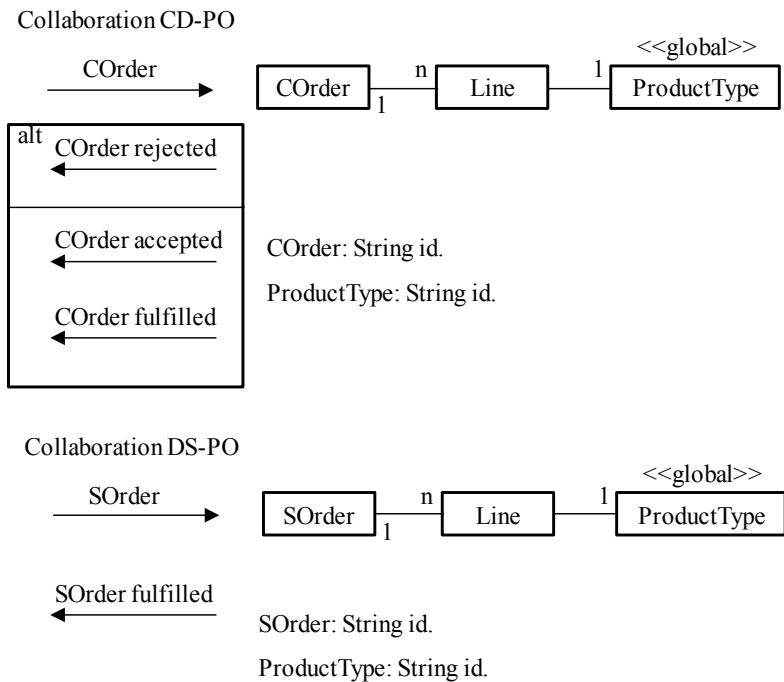 Collaboration CD-PO
<<global>>
COrder
COrder
1
n
Line
1
ProductType
alt
COrder rejected
COrder accepted
COrder: String id.
ProductType: String id.
COrder fulfilled
Collaboration DS-PO
<<global>>
SOrder
SOrder
1
n
Line
1
ProductType
SOrder fulfilled
SOrder: String id.
ProductType: String id.